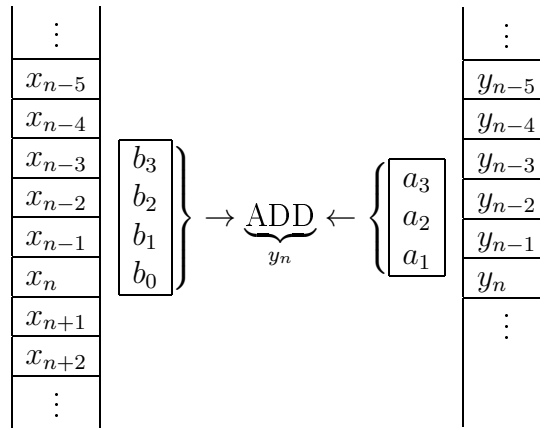 ⋮ ⋮
x_{n−5} y_{n−5}
x_{n−4} y_{n−4}
x_{n−3} b_3 y_{n−3}
a_3
x_{n−2} b_2 y_{n−2}
→ ADD ← a_2
x_{n−1} b_1 y_{n−1}
y_n a_1
x_n b_0 y_n
x_{n+1} ⋮
x_{n+2}
⋮